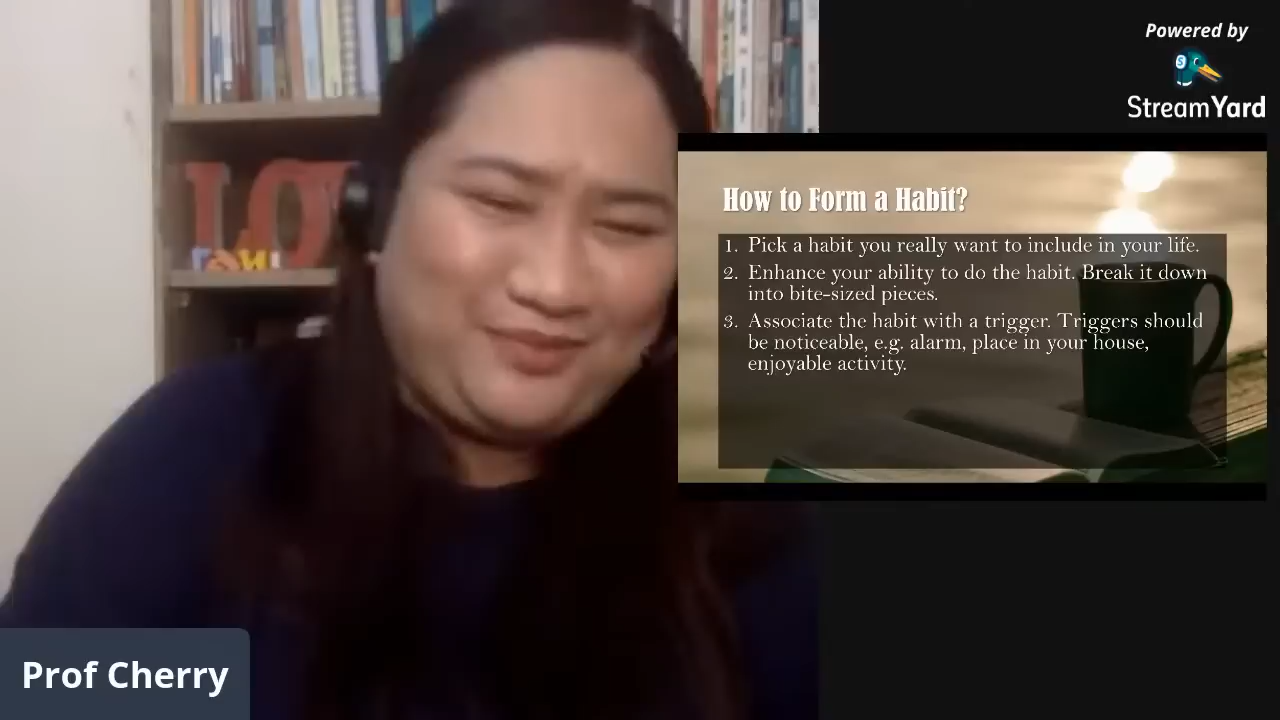 Powered by
StreamYard
How to Form a Habit?
1. Pick a habit you really want to include in your life.
2. Enhance your ability to do the habit. Break it down
into bite-sized pieces.
3. Associate the habit with a trigger. Triggers should
be noticeable, e.g. alarm, place in your house,
enjoyable activity.
Prof Cherry